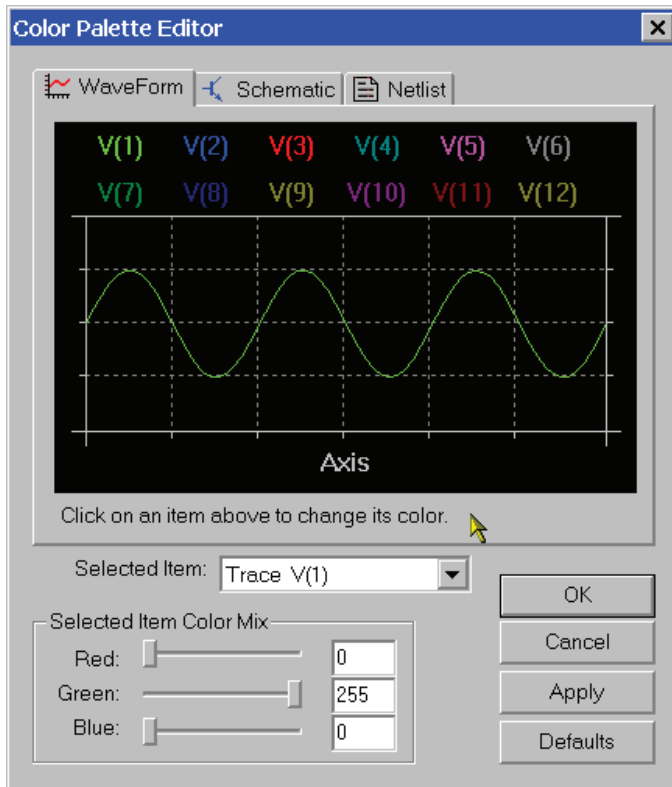 Color Palette Editor
WaveForm Schematic Netlist
V(1) V(2) V(3) V(4) V(5) V(6)
V(7) V(8) V(9) V(10) V(11) V(12)
Axis
Click on an item above to change its color.
Selected Item: Trace V(1)
OK
Selected Item Color Mix
Cancel
Red: 0
Green: 255
Apply
Blue: 0
Defaults